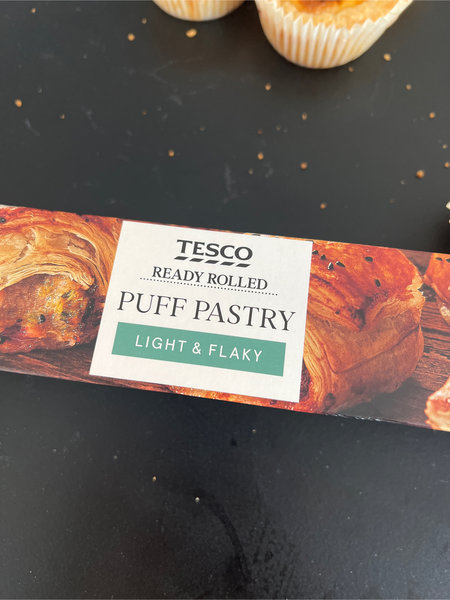 TESCO
READY ROLLED
PUFF PASTRY
LIGHT & FLAKY